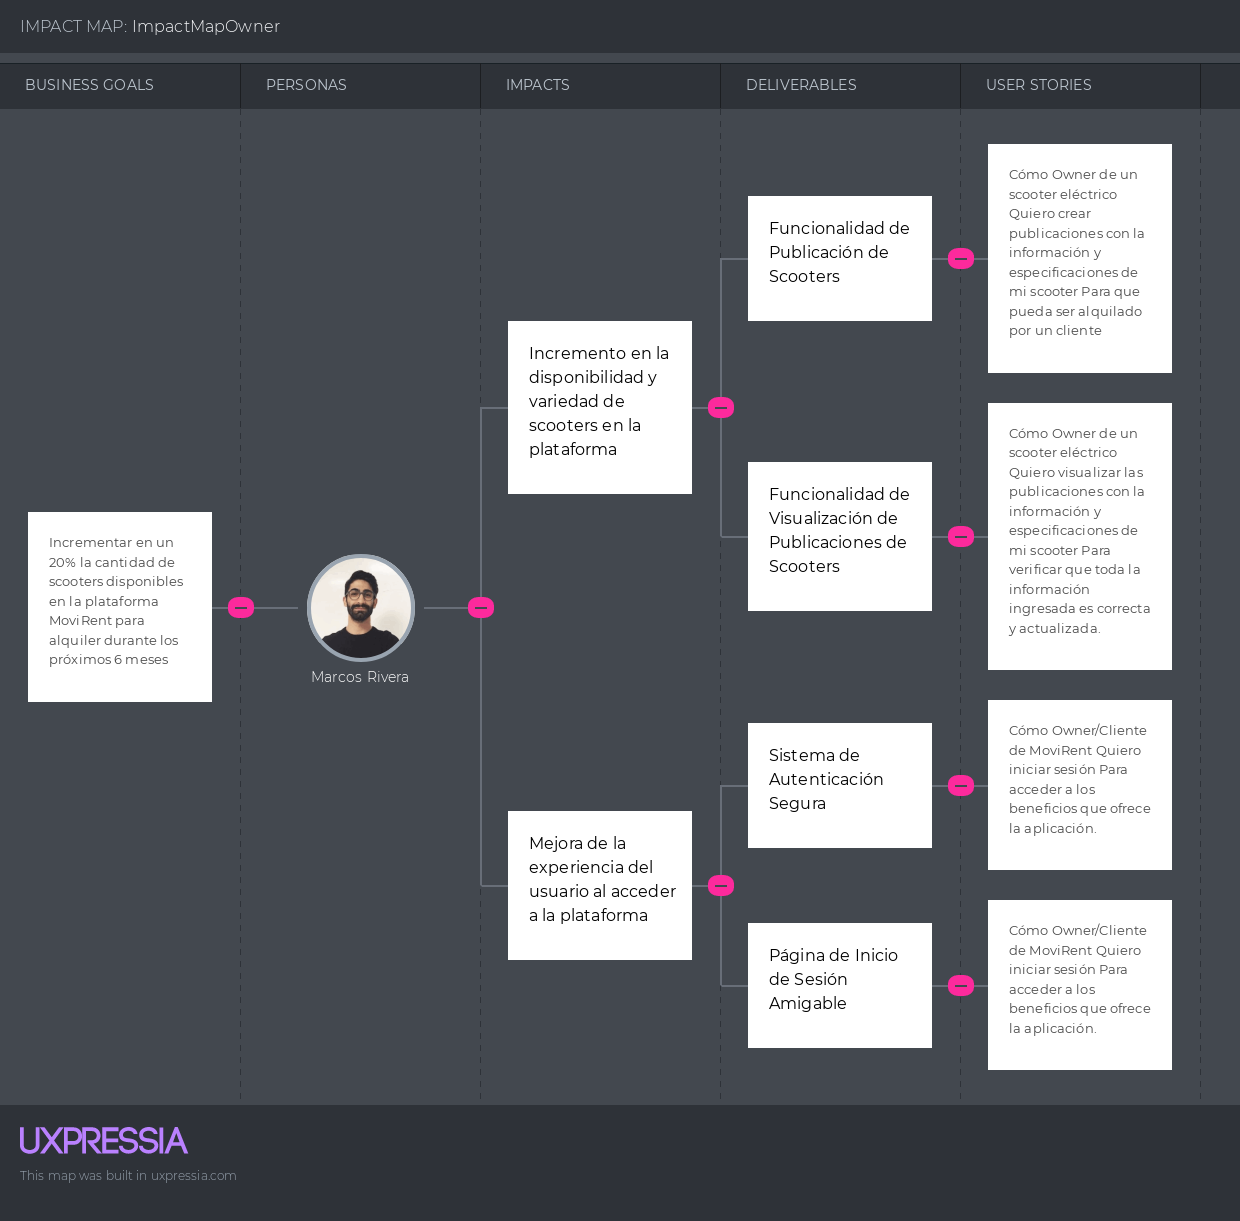 IMPACT MAP: ImpactMapOwner
BUSINESS GOALS
PERSONAS
IMPACTS
DELIVERABLES
USER STORIES
Incrementar en un
20% la cantidad de
scooters disponibles
en la plataforma
MoviRent para
alquiler durante los
próximos 6 meses
Marcos Rivera
Incremento en la
disponibilidad y
variedad de
scooters en la
plataforma
Mejora de la
experiencia del
usuario al acceder
a la plataforma
Funcionalidad de
Publicación de
Scooters
Funcionalidad de
Visualización de
Publicaciones de
Scooters
Sistema de
Autenticación
Segura
Página de Inicio
de Sesión
Amigable
Cómo Owner de un
scooter eléctrico
Quiero crear
publicaciones con la
información y
especificaciones de
mi scooter Para que
pueda ser alquilado
por un cliente
Cómo Owner de un
scooter eléctrico
Quiero visualizar las
publicaciones con la
información y
especificaciones de
mi scooter Para
verificar que toda la
información
ingresada es correcta
y actualizada.
Cómo Owner/Cliente
de MoviRent Quiero
iniciar sesión Para
acceder a los
beneficios que ofrece
la aplicación.
Cómo Owner/Cliente
de MoviRent Quiero
iniciar sesión Para
acceder a los
beneficios que ofrece
la aplicación.
UXPRESSIA
This map was built in uxpressia.com